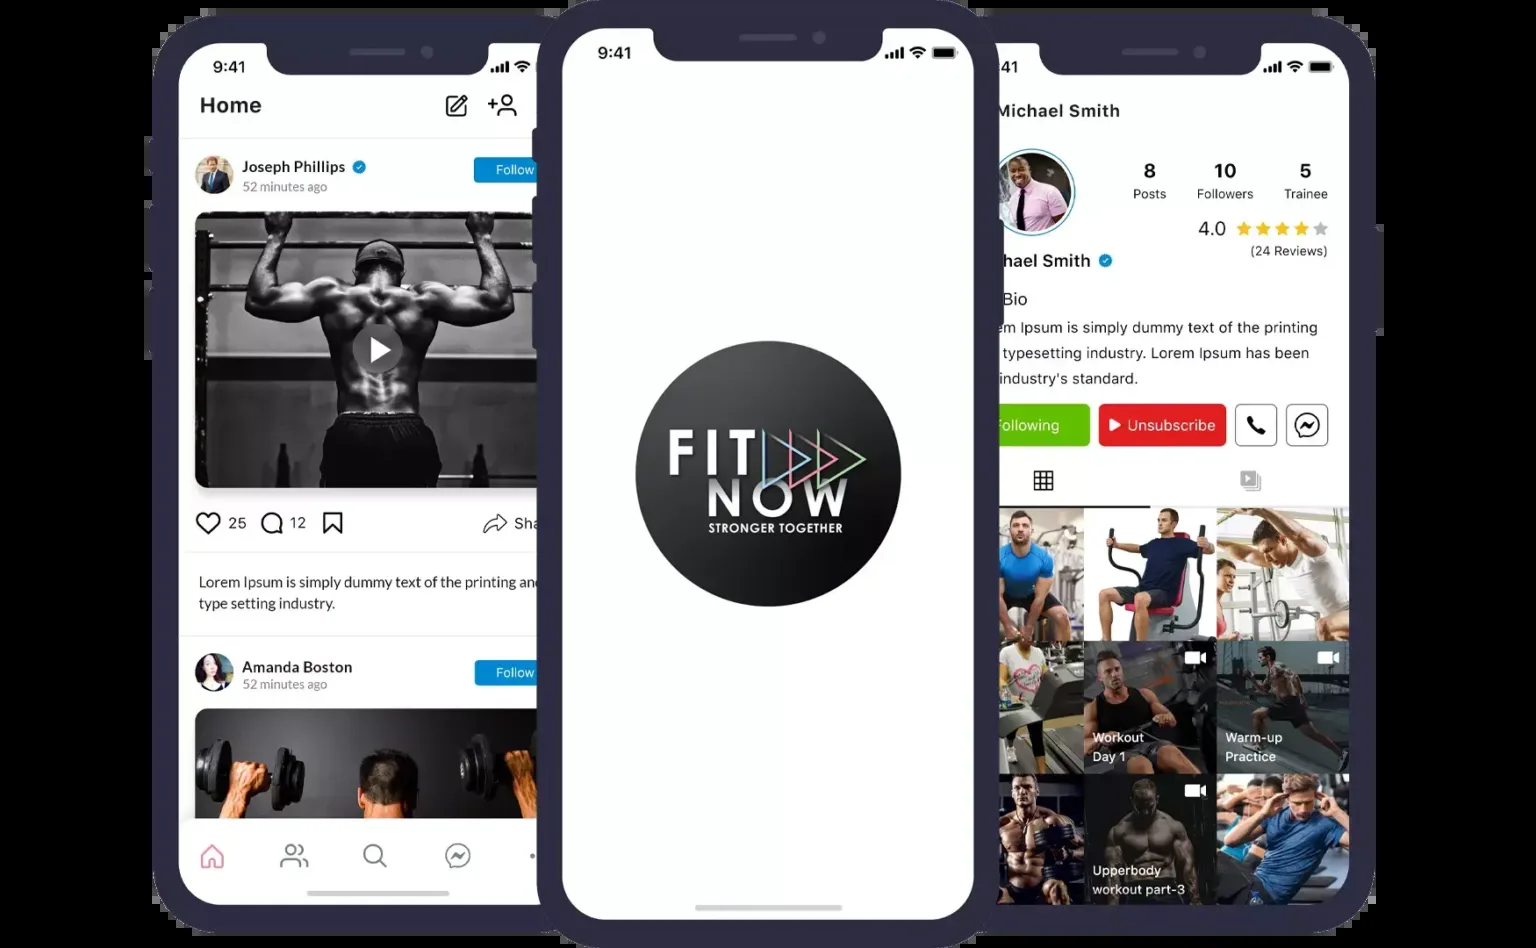 9:41
Home
Joseph Phillips
52 minutes ago
Follow
25
12
Sha
Lorem Ipsum is simply dummy text of the printing an
type setting industry.
Amanda Boston
52 minutes ago
Follow
9:41
FIT
NOW
STRONGER TOGETHER
41
Michael Smith
8
Posts
10
Followers
5
Trainee
4.0
(24 Reviews)
hael Smith
Bio
em Ipsum is simply dummy text of the printing
typesetting industry. Lorem Ipsum has been
industry's standard.
ollowing
Unsubscribe
Workout
Day 1
Warm-up
Practice
Upperbody
workout part-3